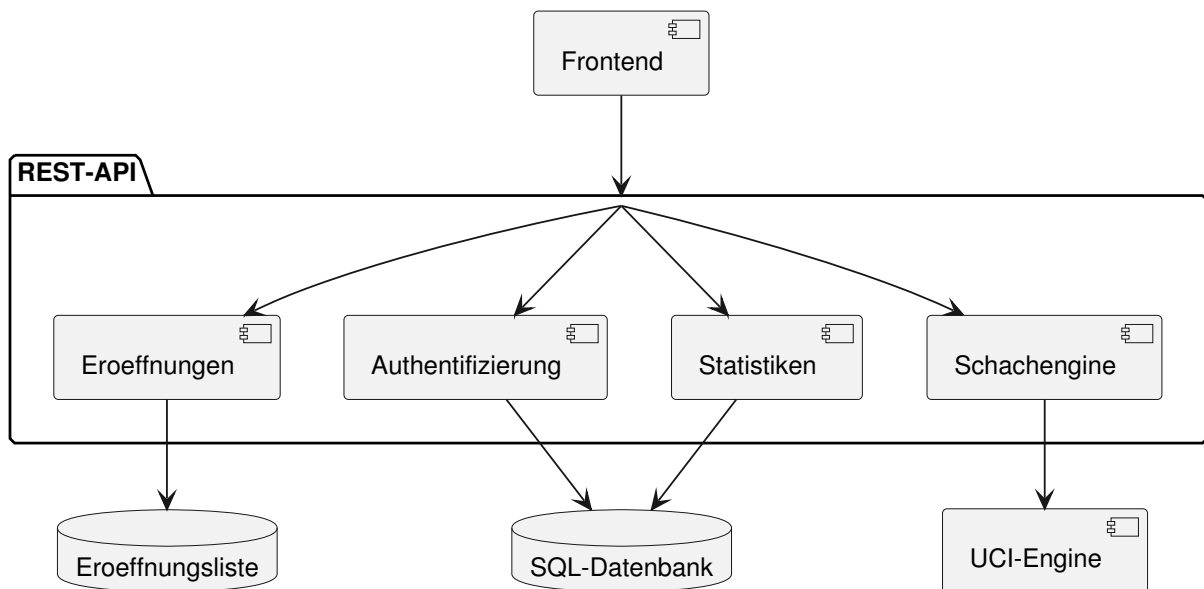 Frontend
REST-API
Eroeffnungen
Authentifizierung
Statistiken
Schachengine
Eroeffnungsliste
SQL-Datenbank
UCI-Engine